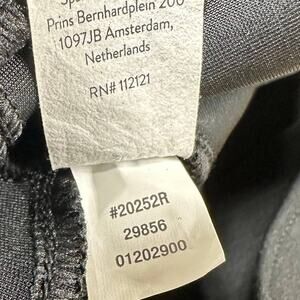 Prins Bernhardplein 200
1097JB Amsterdam,
Netherlands
RN# 112121
#20252R
29856
01202900